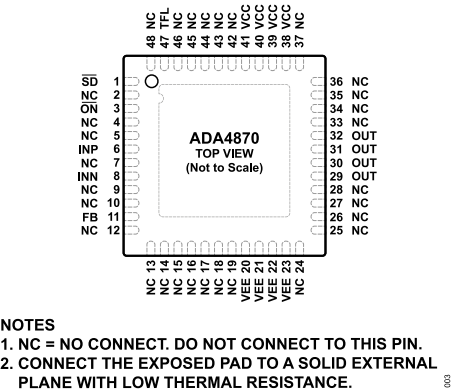 48 NC
47 TFL
46 NC
45 NC
44 NC
43 NC
42 NC
41 VCC
40 VCC
39 VCC
38 VCC
37 NC
SD 1
NC 2
ON 3
NC 4
NC 5
INP 6
NC 7
INN 8
NC 9
NC 10
FB 11
NC 12
ADA4870
TOP VIEW
(Not to Scale)
36 NC
35 NC
34 NC
33 NC
32 OUT
31 OUT
30 OUT
29 OUT
28 NC
27 NC
26 NC
25 NC
NC 13
NC 14
NC 15
NC 16
NC 17
NC 18
NC 19
VEE 20
VEE 21
VEE 22
VEE 23
NC 24
NOTES
1. NC = NO CONNECT. DO NOT CONNECT TO THIS PIN.
2. CONNECT THE EXPOSED PAD TO A SOLID EXTERNAL
PLANE WITH LOW THERMAL RESISTANCE.
003